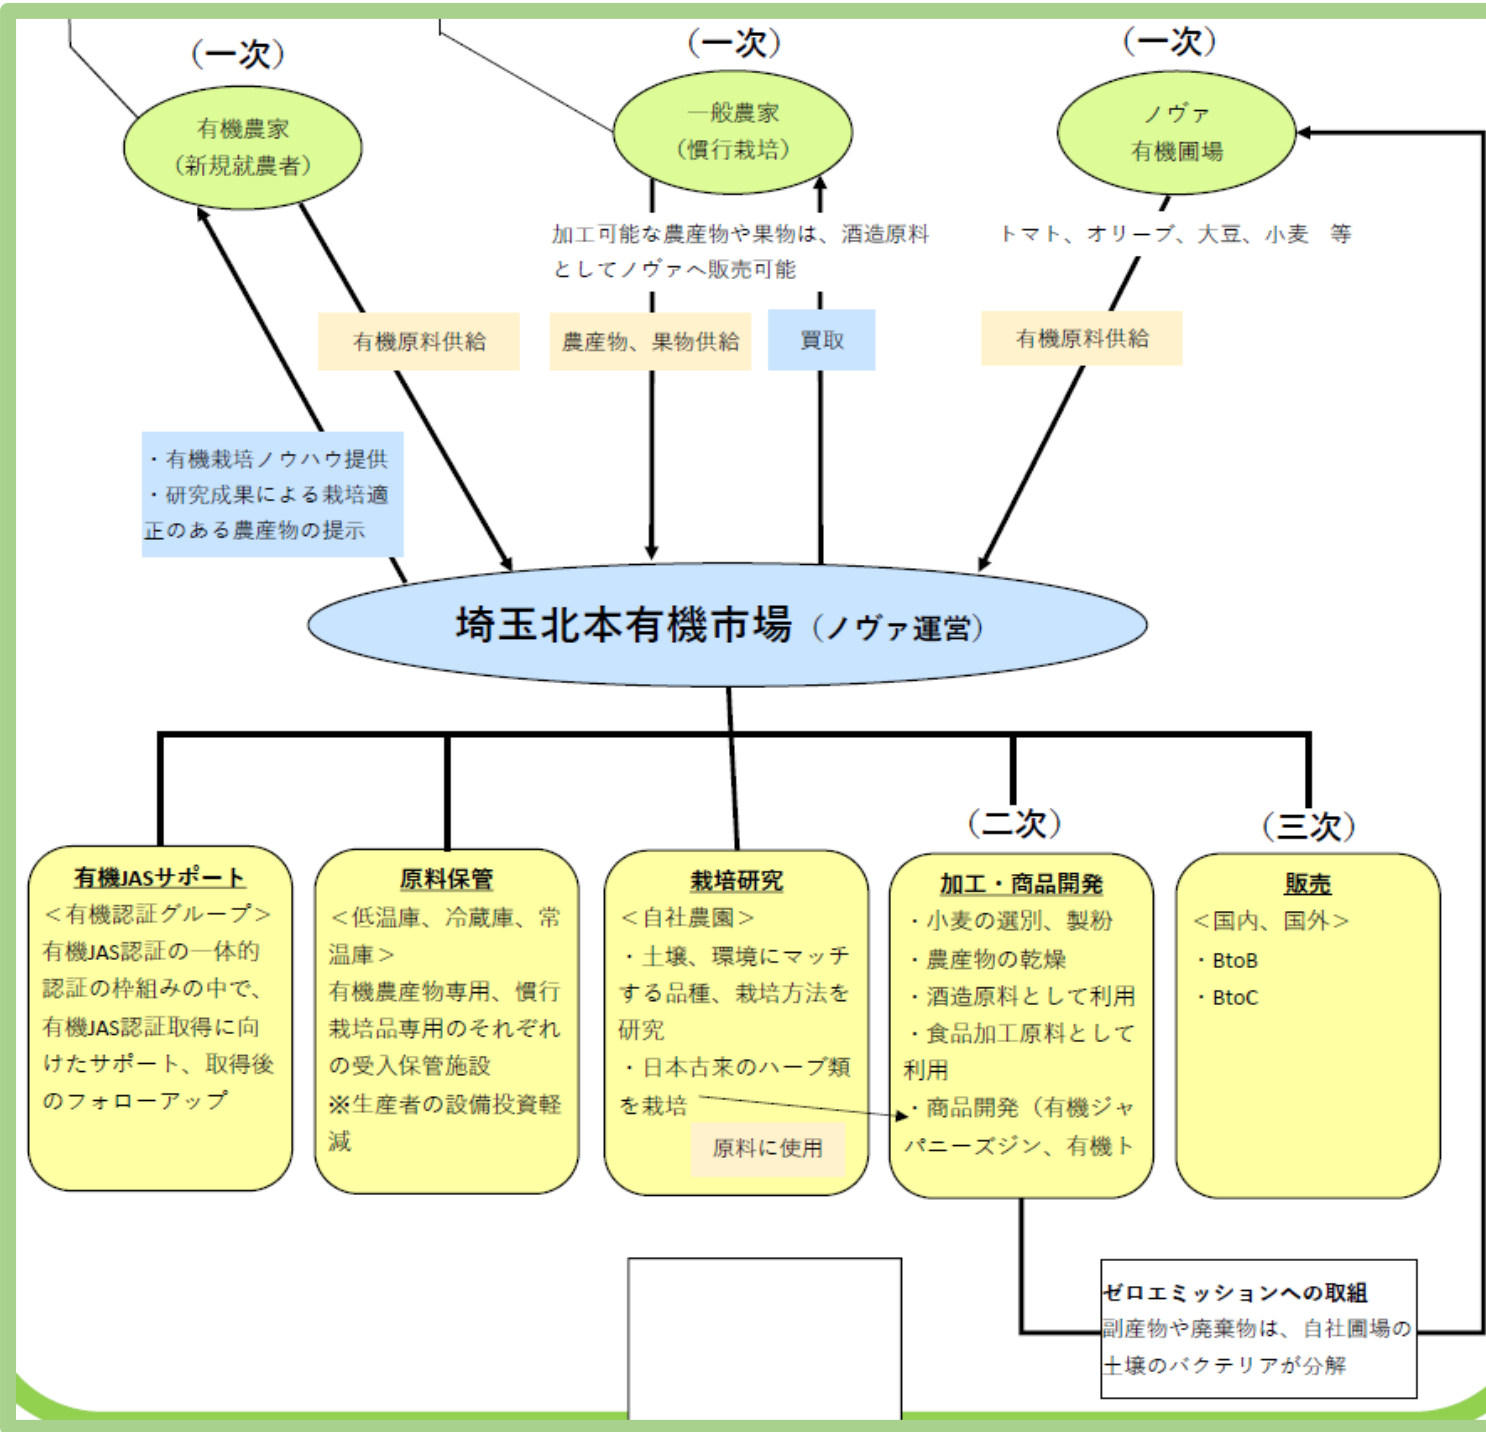 （一次）
有機農家
（新規就農者）
（一次）
一般農家
（慣行栽培）
（一次）
ノヴァ
有機圃場
加工可能な農産物や果物は、酒造原料
としてノヴァへ販売可能
トマト、オリーブ、大豆、小麦　等
有機原料供給
農産物、果物供給
買取
有機原料供給
・有機栽培ノウハウ提供
・研究成果による栽培適
正のある農産物の提示
埼玉北本有機市場（ノヴァ運営）
有機JASサポート
＜有機認証グループ＞
有機JAS認証の一体的
認証の枠組みの中で、
有機JAS認証取得に向
けたサポート、取得後
のフォローアップ
原料保管
＜低温庫、冷蔵庫、常
温庫＞
有機農産物専用、慣行
栽培品専用のそれぞれ
の受入保管施設
※生産者の設備投資軽
減
栽培研究
＜自社農園＞
・土壌、環境にマッチ
する品種、栽培方法を
研究
・日本古来のハーブ類
を栽培
原料に使用
（二次）
加工・商品開発
・小麦の選別、製粉
・農産物の乾燥
・酒造原料として利用
・食品加工原料として
利用
・商品開発（有機ジャ
パニーズジン、有機ト
（三次）
販売
＜国内、国外＞
・BtoB
・BtoC
ゼロエミッションへの取組
副産物や廃棄物は、自社圃場の
土壌のバクテリアが分解